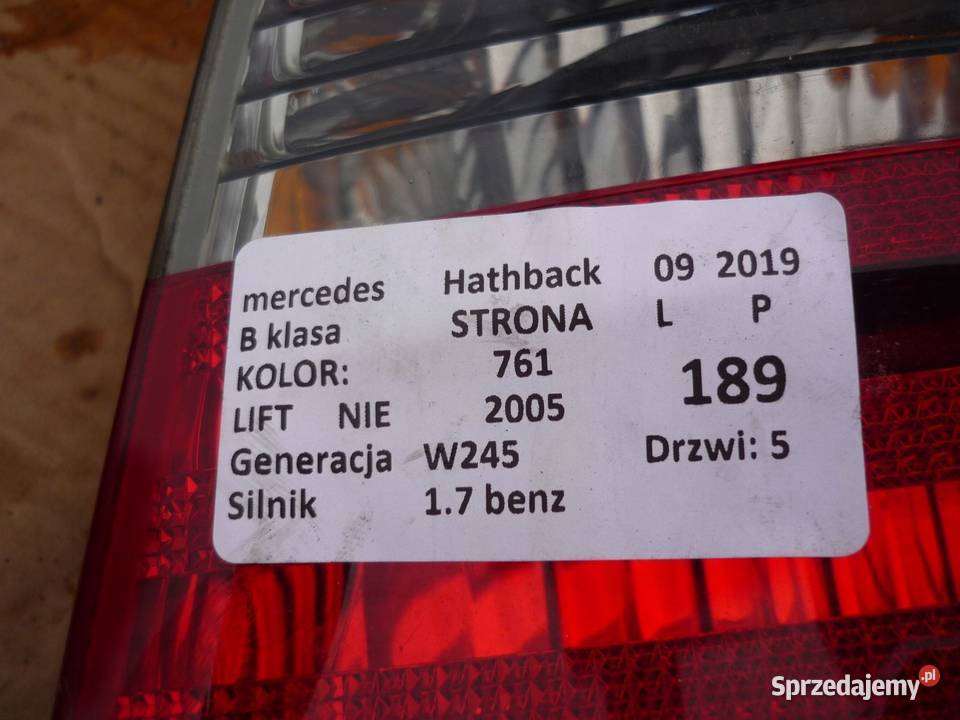 mercedes Hathback 09 2019
B klasa STRONA L P
KOLOR: 761 189
LIFT NIE 2005
Generacja W245 Drzwi: 5
Silnik 1.7 benz
Sprzedajemy.pl